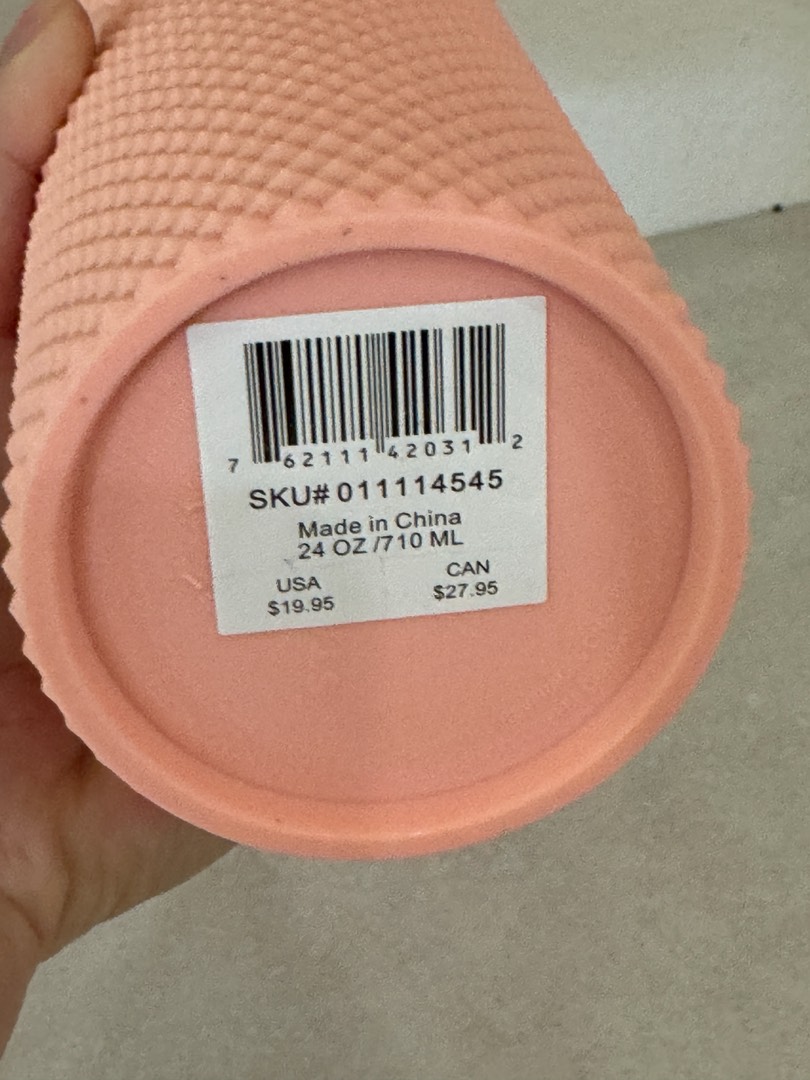 7 62111 42031 2
SKU# 011114545
Made in China
24 OZ /710 ML
USA CAN
$19.95 $27.95